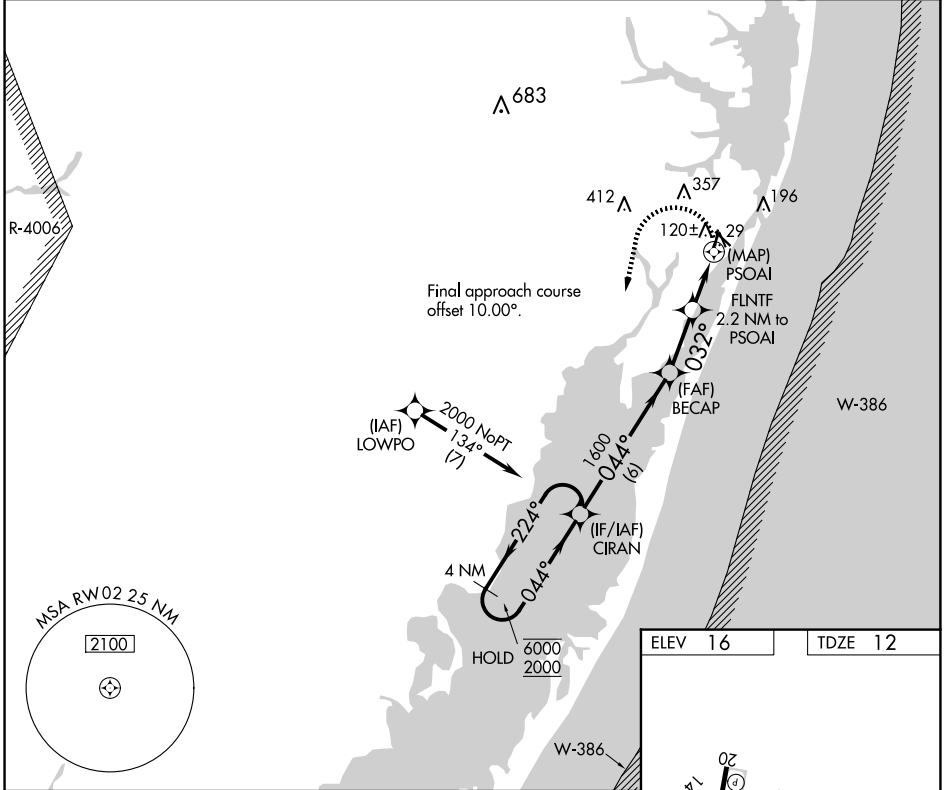 683
R-4006
412
357
196
120±
29
(MAP)
PSOAI
Final approach course
offset 10.00°.
FLNTF
2.2 NM to
PSOAI
032°
(FAF)
BECAP
W-386
(IAF)
LOWPO
2000 NoPT
134°
(7)
1600
044°
(6)
(IF/IAF)
CIRAN
224°
044°
4 NM
HOLD
6000
2000
MSA RW02 25 NM
2100
W-386
ELEV 16
TDZE 12
20
14
P